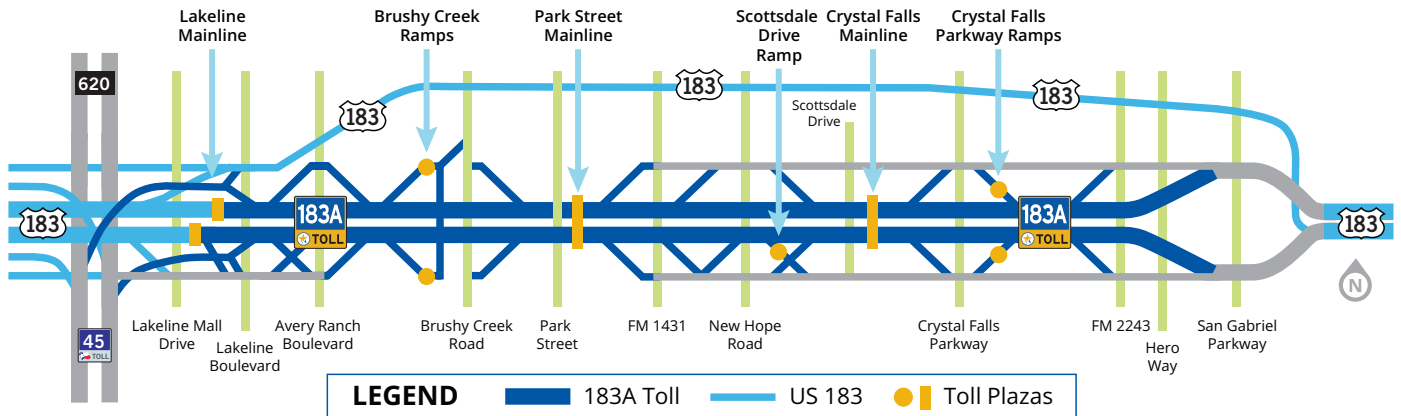 Lakeline
Mainline
Brushy Creek
Ramps
Park Street
Mainline
Scottsdale
Drive
Ramp
Crystal Falls
Mainline
Crystal Falls
Parkway Ramps
620
183
183
183
Scottsdale
Drive
183
183A
TOLL
183A
TOLL
183
N
45
TOLL
Lakeline Mall
Drive
Lakeline
Boulevard
Avery Ranch
Boulevard
Brushy Creek
Road
Park
Street
FM 1431
New Hope
Road
Crystal Falls
Parkway
FM 2243
Hero
Way
San Gabriel
Parkway
LEGEND
183A Toll
US 183
Toll Plazas